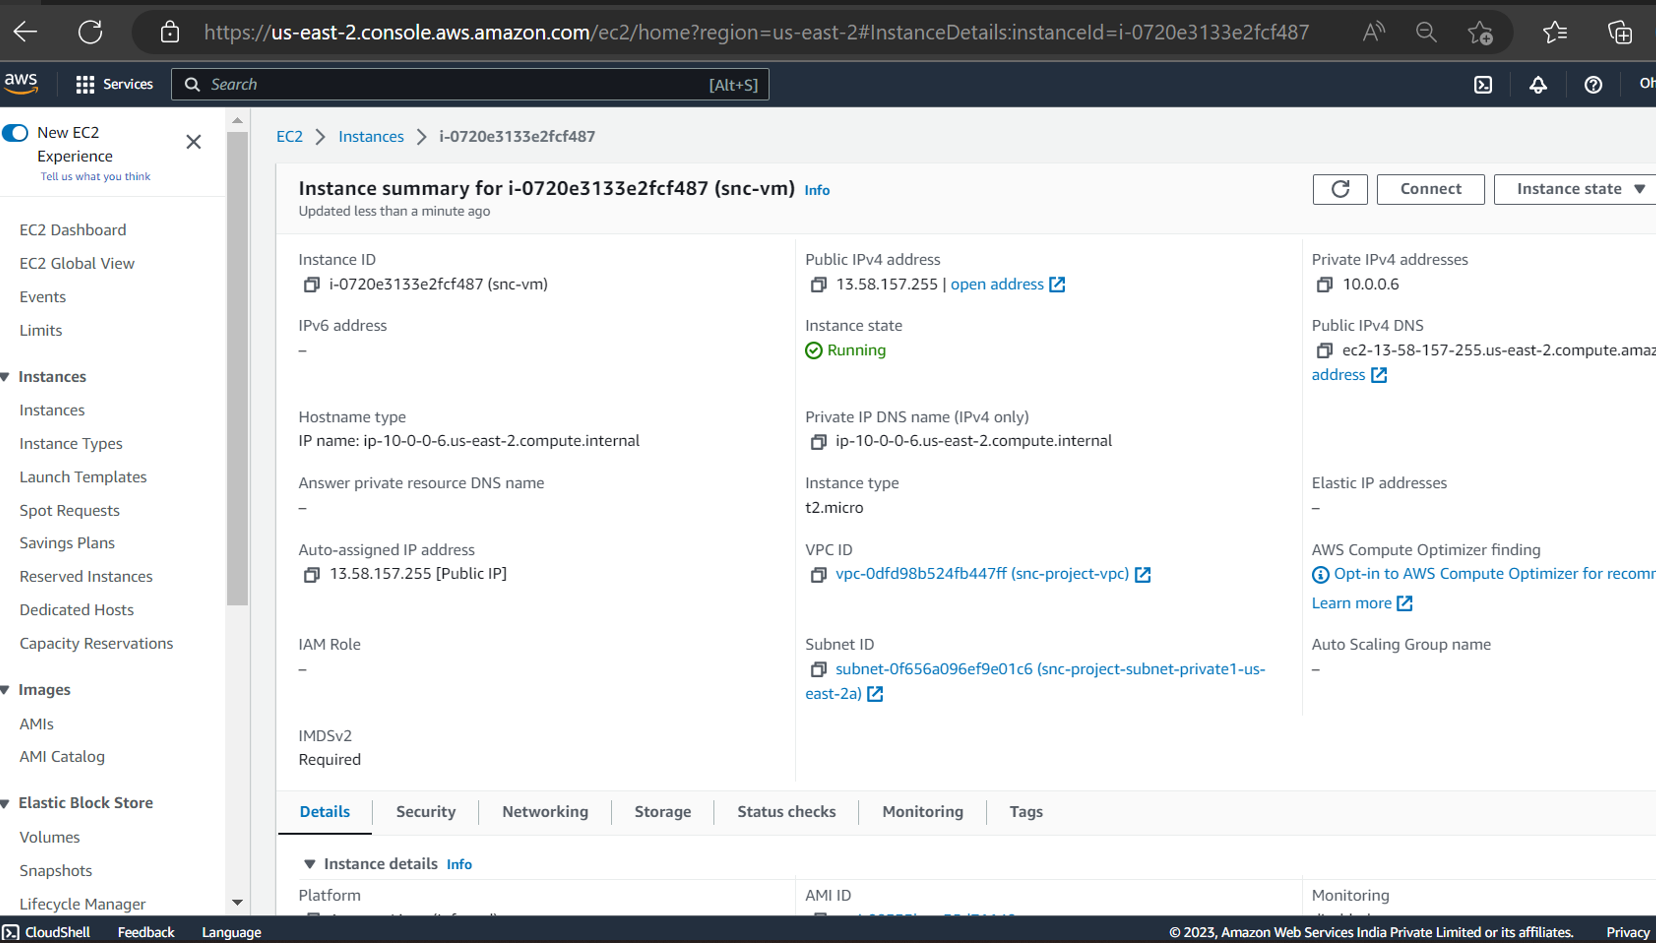 https://us-east-2.console.aws.amazon.com/ec2/home?region=us-east-2#InstanceDetails:instanceId=i-0720e3133e2fcf487
aws
Services
Search
[Alt+S]
New EC2
Experience
Tell us what you think
EC2 Dashboard
EC2 Global View
Events
Limits
Instances
Instances
Instance Types
Launch Templates
Spot Requests
Savings Plans
Reserved Instances
Dedicated Hosts
Capacity Reservations
Images
AMIs
AMI Catalog
Elastic Block Store
Volumes
Snapshots
Lifecycle Manager
EC2
Instances
i-0720e3133e2fcf487
Instance summary for i-0720e3133e2fcf487 (snc-vm) Info
Updated less than a minute ago
Connect
Instance state
Instance ID
i-0720e3133e2fcf487 (snc-vm)
Public IPv4 address
13.58.157.255 | open address
Private IPv4 addresses
10.0.0.6
IPv6 address
–
Instance state
Running
Public IPv4 DNS
ec2-13-58-157-255.us-east-2.compute.amaz
address
Hostname type
IP name: ip-10-0-0-6.us-east-2.compute.internal
Private IP DNS name (IPv4 only)
ip-10-0-0-6.us-east-2.compute.internal
Answer private resource DNS name
–
Instance type
t2.micro
Elastic IP addresses
–
Auto-assigned IP address
13.58.157.255 [Public IP]
VPC ID
vpc-0dfd98b524fb447ff (snc-project-vpc)
AWS Compute Optimizer finding
Opt-in to AWS Compute Optimizer for recomm
Learn more
IAM Role
–
Subnet ID
subnet-0f656a096ef9e01c6 (snc-project-subnet-private1-us-
east-2a)
Auto Scaling Group name
–
IMDSv2
Required
Details
Security
Networking
Storage
Status checks
Monitoring
Tags
Instance details Info
Platform
AMI ID
Monitoring
CloudShell
Feedback
Language
© 2023, Amazon Web Services India Private Limited or its affiliates.
Privacy